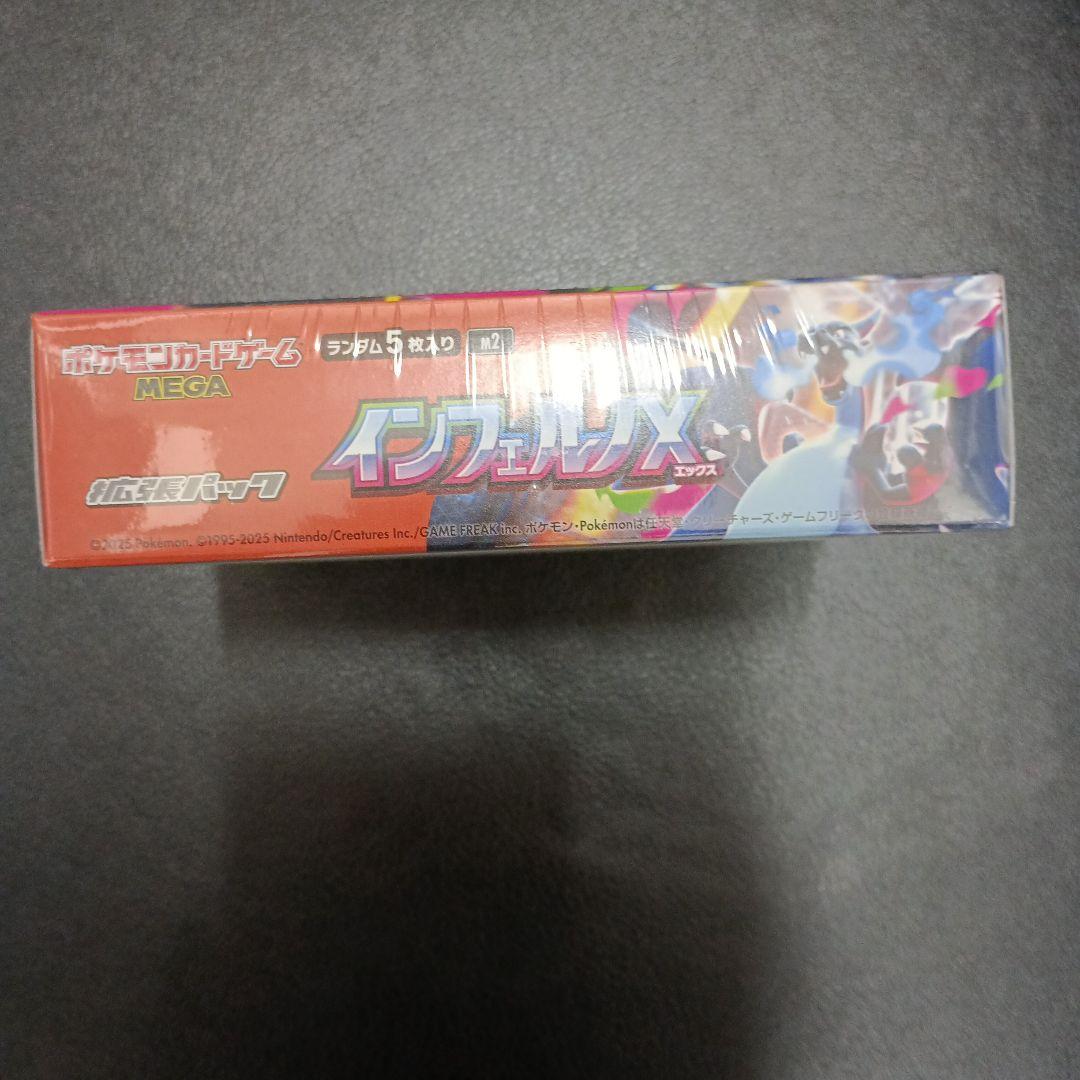 ポケモンカードゲーム
MEGA
ランダム5枚入り
m2
インフェルノX
エックス
拡張パック
©2025 Pokémon. ©1995-2025 Nintendo/Creatures Inc./GAME FREAK inc. ポケモン・Pokémonは任天堂・クリーチャーズ・ゲームフリーク